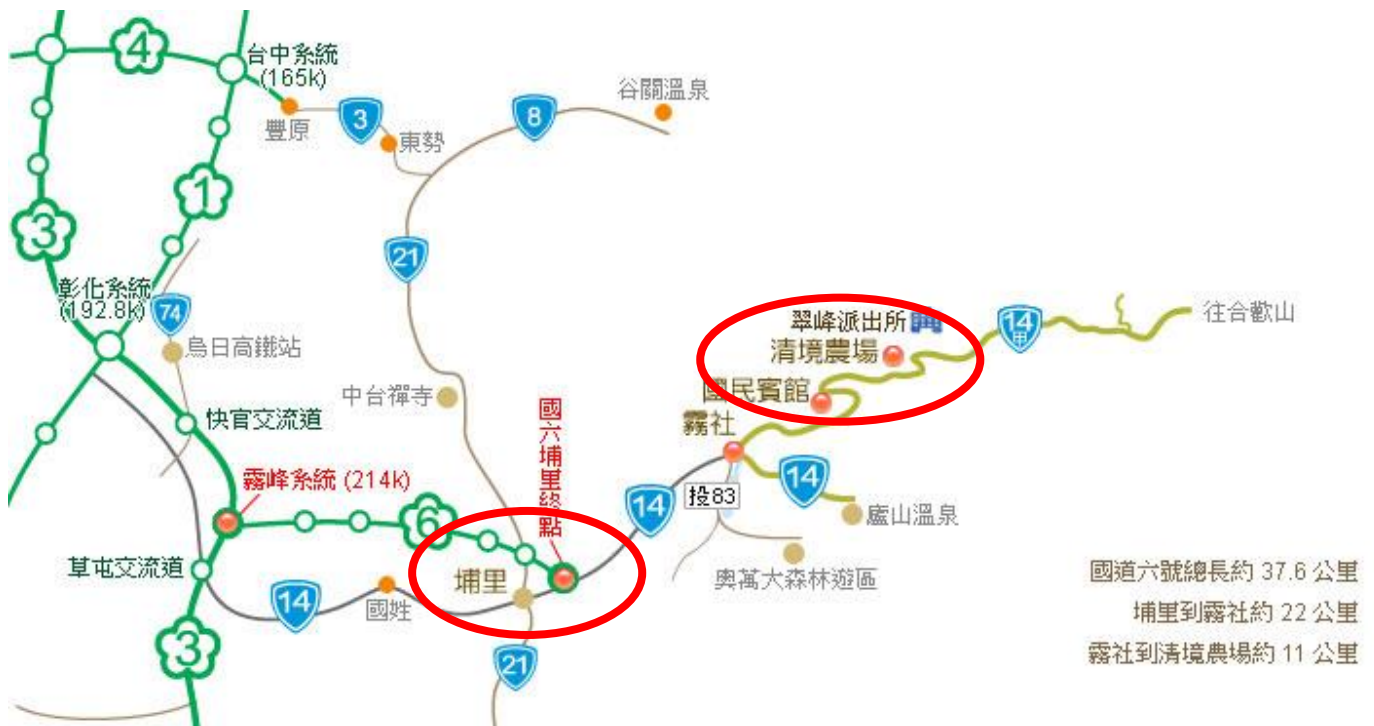 4
台中系統
(165k)
豐原
3
東勢
8
谷關溫泉
1
3
21
彰化系統
(192.8k)
74
烏日高鐵站
翠峰派出所
清境農場
國民賓館
14甲
往合歡山
中台禪寺
快官交流道
國六埔里終點
霧社
霧峰系統 (214k)
6
14
投83
14
廬山溫泉
草屯交流道
埔里
奧萬大森林遊區
14
國姓
3
21
國道六號總長約 37.6 公里
埔里到霧社約 22 公里
霧社到清境農場約 11 公里